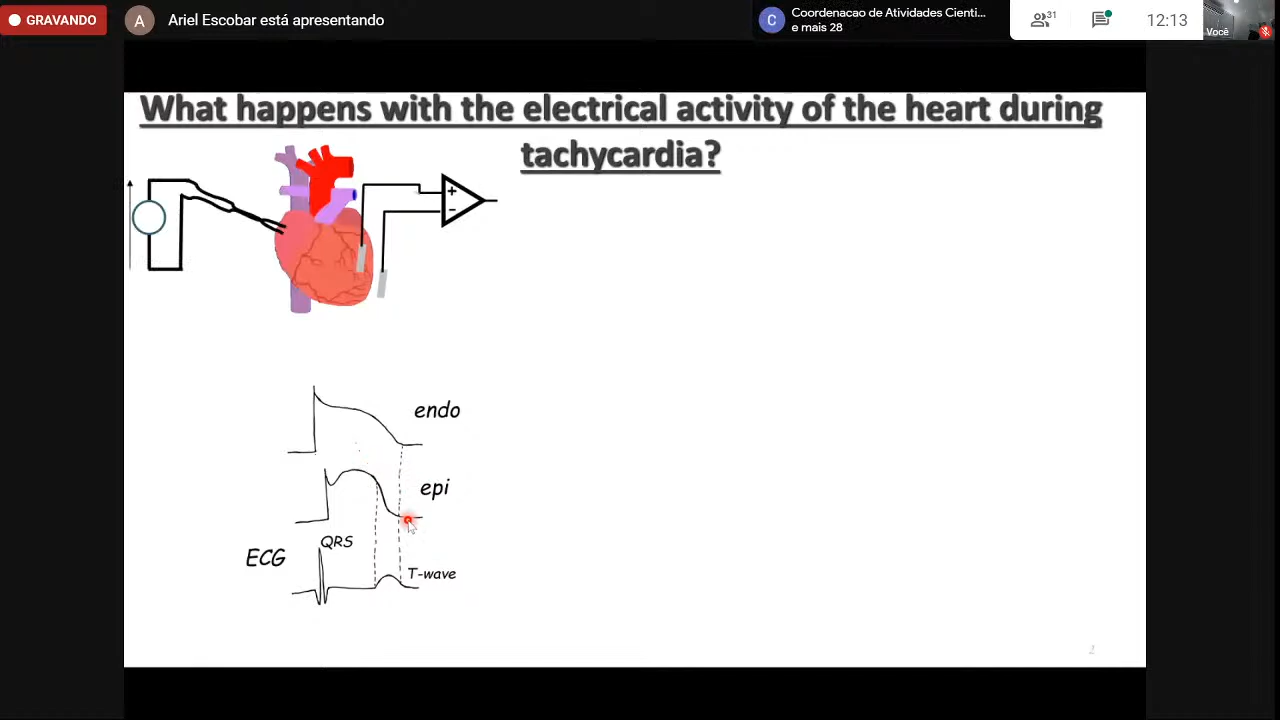 GRAVANDO
A
Ariel Escobar está apresentando
C
Coordenacao de Atividades Cienti...
e mais 28
31
12:13
Você
What happens with the electrical activity of the heart during
tachycardia?
+
-
endo
epi
QRS
ECG
T-wave
2